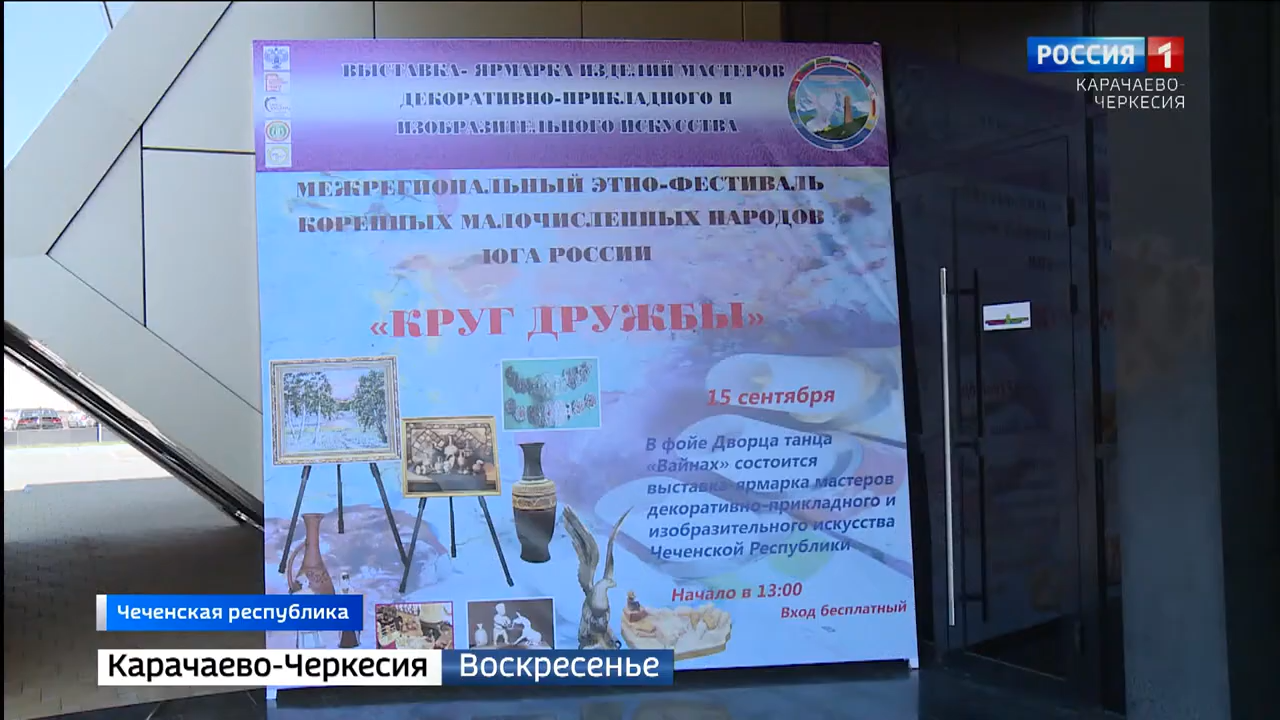 РОССИЯ 1
КАРАЧАЕВО-
ЧЕРКЕСИЯ
ВЫСТАВКА- ЯРМАРКА ИЗДЕЛИЙ МАСТЕРОВ
ДЕКОРАТИВНО-ПРИКЛАДНОГО И
ИЗОБРАЗИТЕЛЬНОГО ИСКУССТВА
МЕЖРЕГИОНАЛЬНЫЙ ЭТНО-ФЕСТИВАЛЬ
КОРЕННЫХ МАЛОЧИСЛЕННЫХ НАРОДОВ
ЮГА РОССИИ
«КРУГ ДРУЖБЫ»
15 сентября
В фойе Дворца танца
«Вайнах» состоится
выставка-ярмарка мастеров
декоративно-прикладного и
изобразительного искусства
Чеченской Республики
Начало в 13:00
Вход бесплатный
Чеченская республика
Карачаево-Черкесия Воскресенье